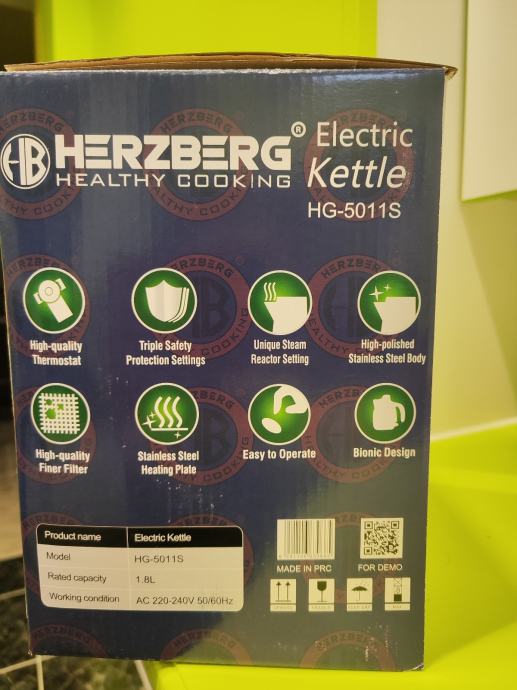 HB HERZBERG® Electric
HEALTHY COOKING Kettle
HG-5011S
High-quality
Thermostat
Triple Safety
Protection Settings
Unique Steam
Reactor Setting
High-polished
Stainless Steel Body
High-quality
Finer Filter
Stainless Steel
Heating Plate
Easy to Operate
Bionic Design
Product name Electric Kettle
Model HG-5011S
Rated capacity 1.8L
Working condition AC 220-240V 50/60Hz
MADE IN PRC
FOR DEMO